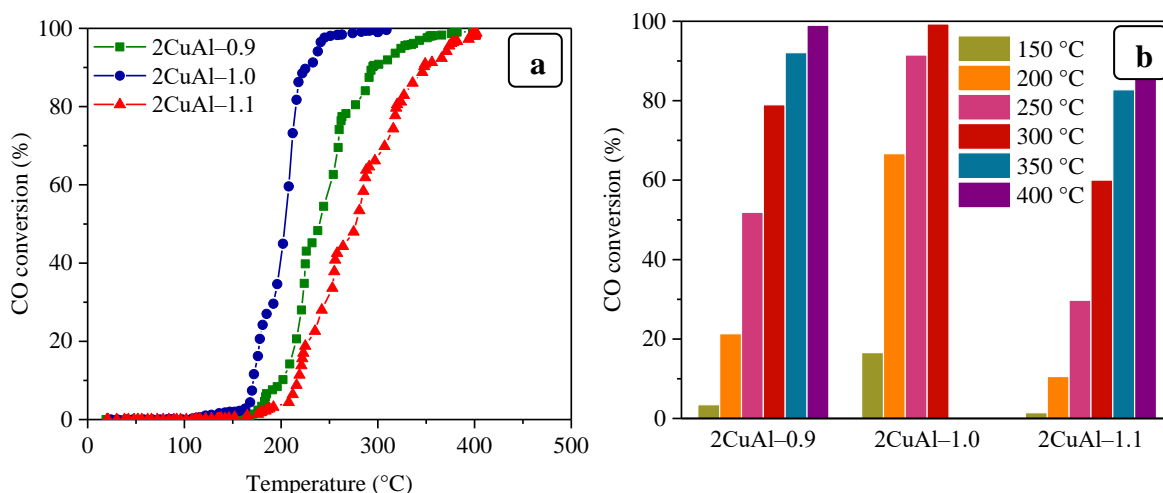 CO conversion (%)
100
80
60
40
20
0
2CuAl–0.9
2CuAl–1.0
2CuAl–1.1
a
0
100
200
300
400
500
Temperature (°C)
CO conversion (%)
100
80
60
40
20
0
150 °C
200 °C
250 °C
300 °C
350 °C
400 °C
b
2CuAl–0.9
2CuAl–1.0
2CuAl–1.1